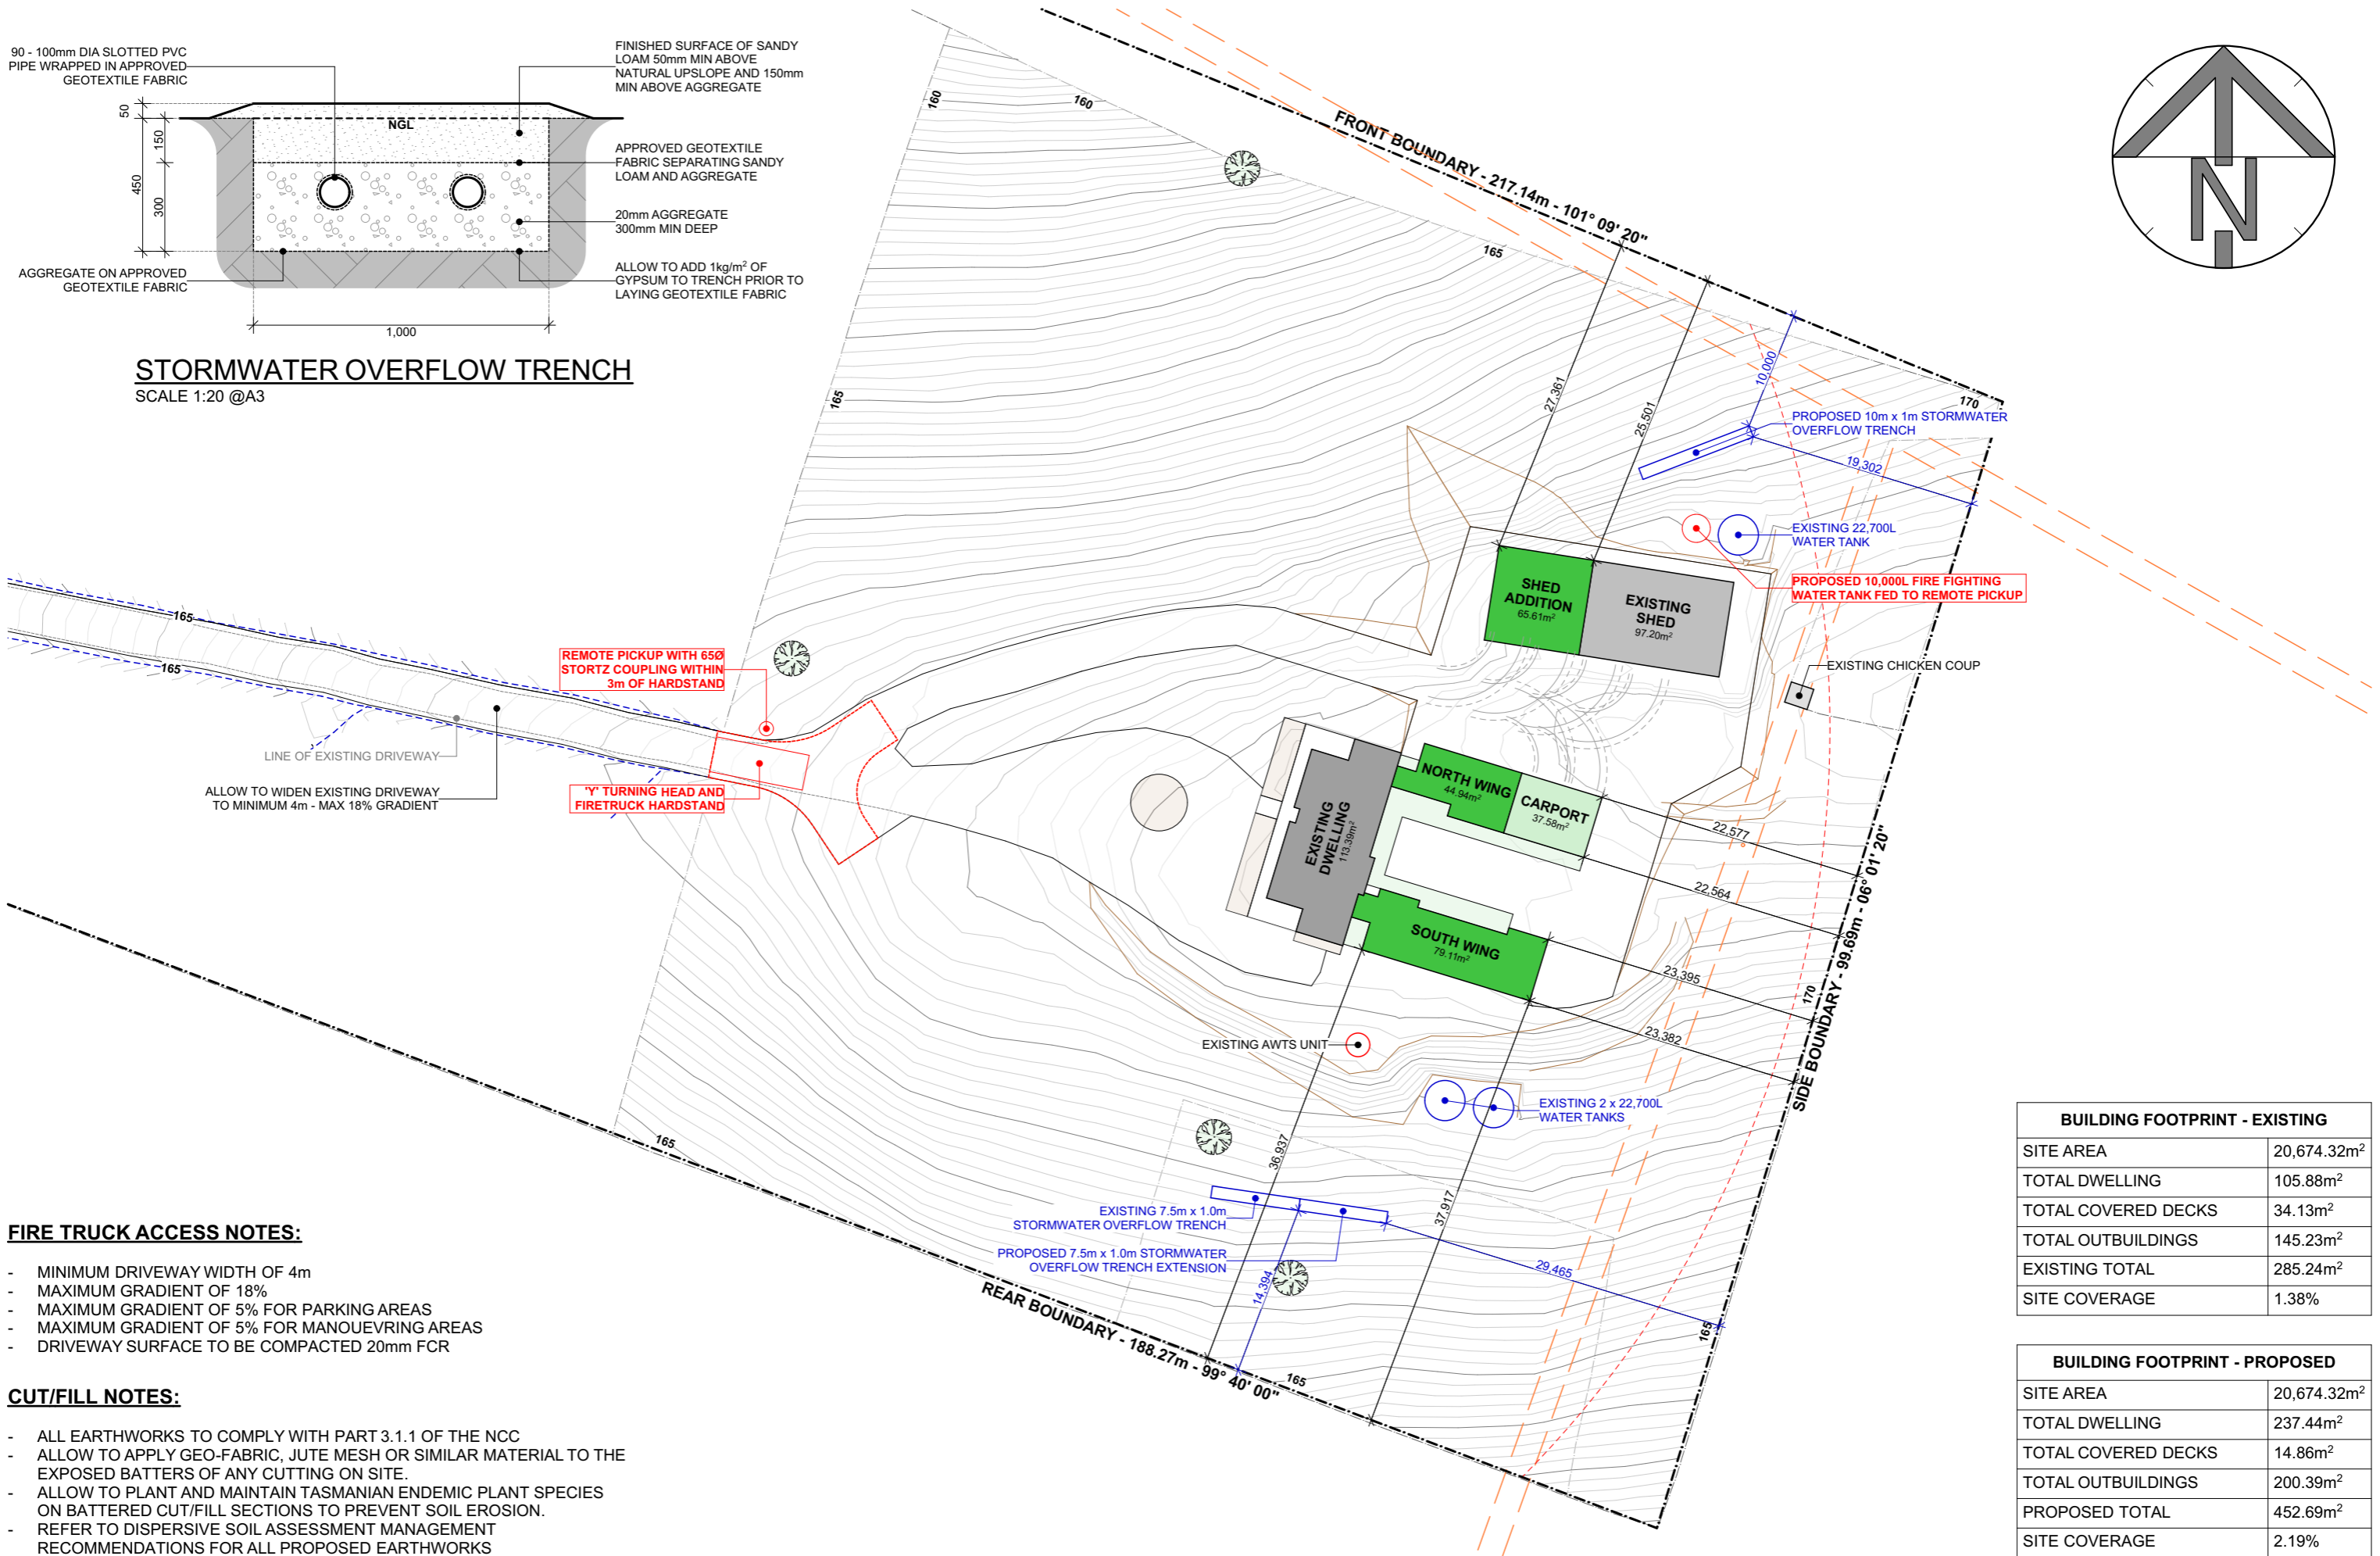 90 - 100mm DIA SLOTTED PVC
PIPE WRAPPED IN APPROVED
GEOTEXTILE FABRIC
FINISHED SURFACE OF SANDY
LOAM 50mm MIN ABOVE
NATURAL UPSLOPE AND 150mm
MIN ABOVE AGGREGATE
50
NGL
150
450
300
APPROVED GEOTEXTILE
FABRIC SEPARATING SANDY
LOAM AND AGGREGATE
20mm AGGREGATE
300mm MIN DEEP
AGGREGATE ON APPROVED
GEOTEXTILE FABRIC
ALLOW TO ADD 1kg/m² OF
GYPSUM TO TRENCH PRIOR TO
LAYING GEOTEXTILE FABRIC
1,000
STORMWATER OVERFLOW TRENCH
SCALE 1:20 @A3
160
160
FRONT BOUNDARY - 217.14m - 101° 09' 20"
165
165
N
27,361
25,501
10,000
170
PROPOSED 10m x 1m STORMWATER
OVERFLOW TRENCH
19,302
EXISTING 22,700L
WATER TANK
PROPOSED 10,000L FIRE FIGHTING
WATER TANK FED TO REMOTE PICKUP
SHED
ADDITION
65.61m²
EXISTING
SHED
97.20m²
EXISTING CHICKEN COUP
165
165
REMOTE PICKUP WITH 65Ø
STORTZ COUPLING WITHIN
3m OF HARDSTAND
LINE OF EXISTING DRIVEWAY
ALLOW TO WIDEN EXISTING DRIVEWAY
TO MINIMUM 4m - MAX 18% GRADIENT
'Y' TURNING HEAD AND
FIRETRUCK HARDSTAND
EXISTING
DWELLING
113.39m²
NORTH WING
44.94m²
CARPORT
37.58m²
SOUTH WING
79.11m²
22,577
22,564
23,395
23,382
170
SIDE BOUNDARY - 99.69m - 06° 01' 20"
EXISTING AWTS UNIT
EXISTING 2 x 22,700L
WATER TANKS
36,937
37,917
165
EXISTING 7.5m x 1.0m
STORMWATER OVERFLOW TRENCH
PROPOSED 7.5m x 1.0m STORMWATER
OVERFLOW TRENCH EXTENSION
14,394
29,465
165
REAR BOUNDARY - 188.27m - 99° 40' 00"
165
FIRE TRUCK ACCESS NOTES:
- MINIMUM DRIVEWAY WIDTH OF 4m
- MAXIMUM GRADIENT OF 18%
- MAXIMUM GRADIENT OF 5% FOR PARKING AREAS
- MAXIMUM GRADIENT OF 5% FOR MANOUEVRING AREAS
- DRIVEWAY SURFACE TO BE COMPACTED 20mm FCR
CUT/FILL NOTES:
- ALL EARTHWORKS TO COMPLY WITH PART 3.1.1 OF THE NCC
- ALLOW TO APPLY GEO-FABRIC, JUTE MESH OR SIMILAR MATERIAL TO THE
EXPOSED BATTERS OF ANY CUTTING ON SITE.
- ALLOW TO PLANT AND MAINTAIN TASMANIAN ENDEMIC PLANT SPECIES
ON BATTERED CUT/FILL SECTIONS TO PREVENT SOIL EROSION.
- REFER TO DISPERSIVE SOIL ASSESSMENT MANAGEMENT
RECOMMENDATIONS FOR ALL PROPOSED EARTHWORKS
BUILDING FOOTPRINT - EXISTING
SITE AREA 20,674.32m²
TOTAL DWELLING 105.88m²
TOTAL COVERED DECKS 34.13m²
TOTAL OUTBUILDINGS 145.23m²
EXISTING TOTAL 285.24m²
SITE COVERAGE 1.38%
BUILDING FOOTPRINT - PROPOSED
SITE AREA 20,674.32m²
TOTAL DWELLING 237.44m²
TOTAL COVERED DECKS 14.86m²
TOTAL OUTBUILDINGS 200.39m²
PROPOSED TOTAL 452.69m²
SITE COVERAGE 2.19%